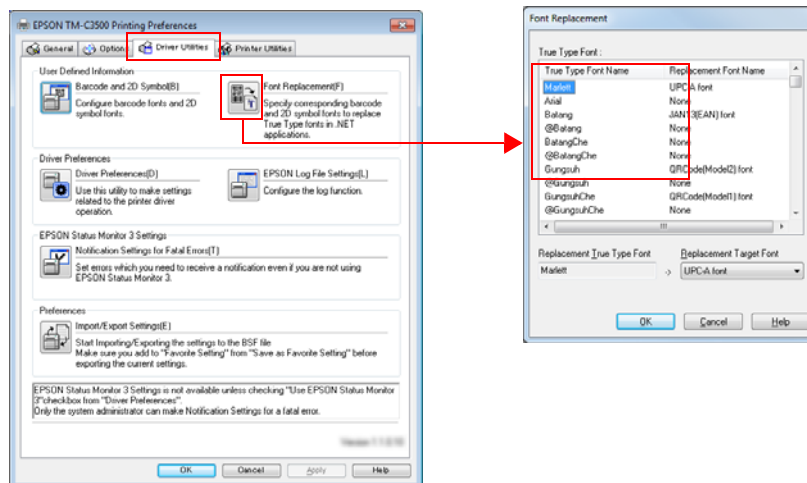 EPSON TM-C3500 Printing Preferences
General
Option
Driver Utilities
Printer Utilities
User Defined Information
Barcode and 2D Symbol(B)
Configure barcode fonts and 2D
symbol fonts.
Font Replacement(F)
Specify corresponding barcode
and 2D symbol fonts to replace
True Type fonts in .NET
applications.
Driver Preferences
Driver Preferences(D)
Use this utility to make settings
related to the printer driver
operation.
EPSON Log File Settings(L)
Configure the log function.
EPSON Status Monitor 3 Settings
Notification Settings for Fatal Errors(T)
Set errors which you need to receive a notification even if you are not using
EPSON Status Monitor 3.
Preferences
Import/Export Settings(E)
Start Importing/Exporting the settings to the BSF file
Make sure you add to "Favorite Setting" from "Save as Favorite Setting" before
exporting the current settings.
EPSON Status Monitor 3 Settings is not available unless checking "Use EPSON Status Monitor
3"checkbox from "Driver Preferences".
Only the system administrator can make Notification Settings for a fatal error.
OK Cancel Apply Help
Font Replacement
True Type Font :
True Type Font Name Replacement Font Name
Marlett UPC-A font
Arial None
Batang JAN13(EAN) font
@Batang None
BatangChe None
@BatangChe None
Gungsuh QRCode(Model2) font
@Gungsuh None
GungsuhChe QRCode(Model1) font
@GungsuhChe None
Replacement True Type Font Replacement Target Font
Marlett -> UPC-A font
OK Cancel Help